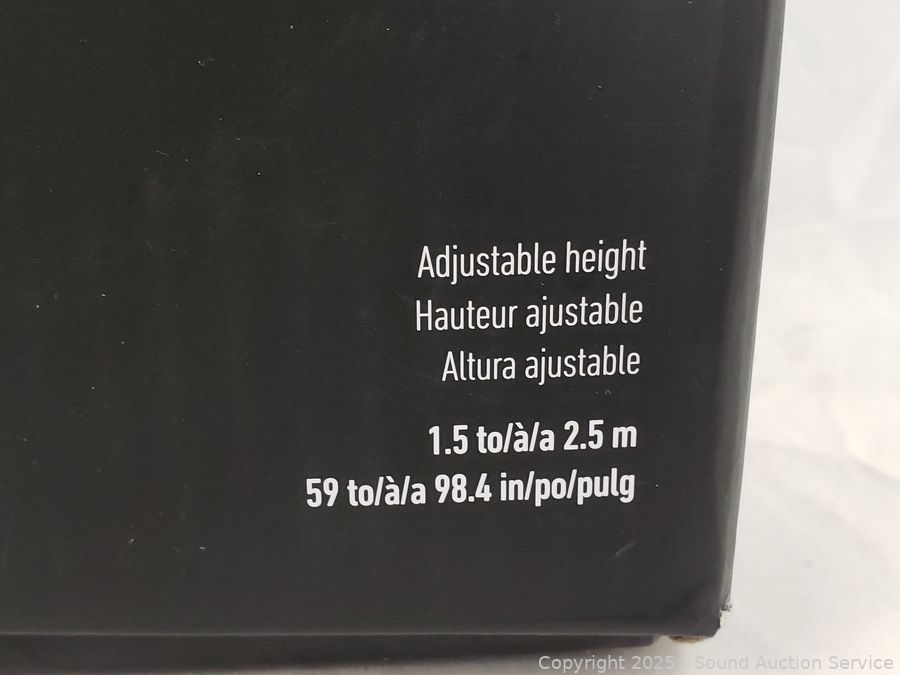 Adjustable height
Hauteur ajustable
Altura ajustable
1.5 to/à/a 2.5 m
59 to/à/a 98.4 in/po/pulg
Copyright 2025 - Sound Auction Service